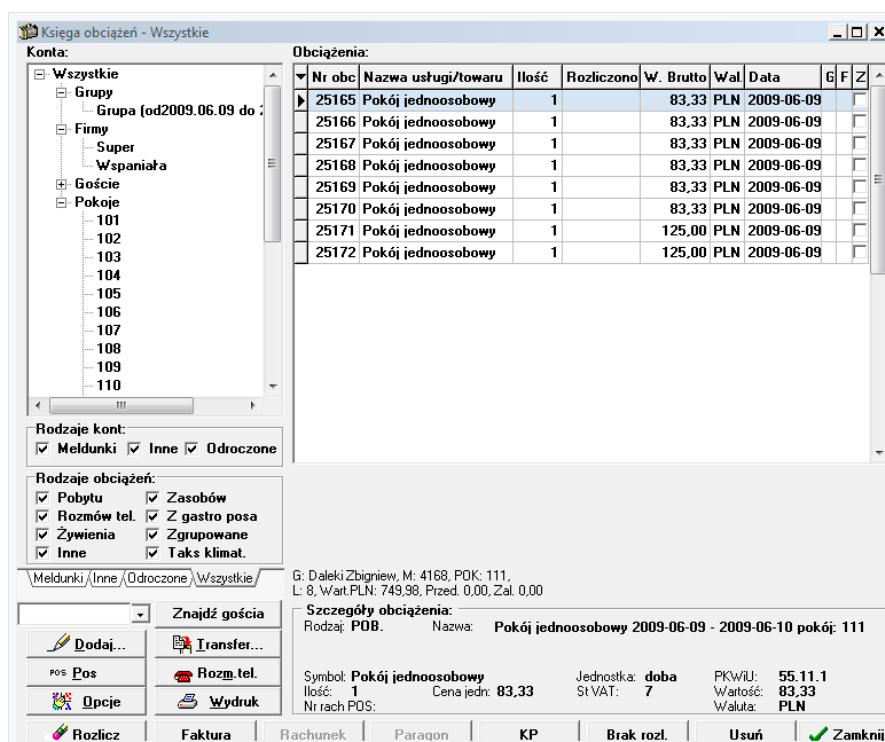 Księga obciążeń - Wszystkie
Konta:
Wszystkie
Grupy
Grupa (od2009.06.09 do
Firmy
Super
Wspaniała
Goście
Pokoje
101
102
103
104
105
106
107
108
109
110
Rodzaje kont:
Meldunki Inne Odroczone
Rodzaje obciążeń:
Pobytu Zasobów
Rozmów tel. Z gastro posa
Żywienia Zgrupowane
Inne Taks klimat.
Meldunki Inne Odroczone Wszystkie
Znajdź gościa
Dodaj... Transfer...
POS Pos Rozm.tel.
Opcje Wydruk
Obciążenia:
Nr obc Nazwa usługi/towaru Ilość Rozliczono W. Brutto Wal. Data G F Z
25165 Pokój jednoosobowy 1 83,33 PLN 2009-06-09
25166 Pokój jednoosobowy 1 83,33 PLN 2009-06-09
25167 Pokój jednoosobowy 1 83,33 PLN 2009-06-09
25168 Pokój jednoosobowy 1 83,33 PLN 2009-06-09
25169 Pokój jednoosobowy 1 83,33 PLN 2009-06-09
25170 Pokój jednoosobowy 1 83,33 PLN 2009-06-09
25171 Pokój jednoosobowy 1 125,00 PLN 2009-06-09
25172 Pokój jednoosobowy 1 125,00 PLN 2009-06-09
G: Daleki Zbigniew, M: 4168, POK: 111,
L: 8, Wart.PLN: 749,98, Przed. 0,00, Zal. 0,00
Szczegóły obciążenia:
Rodzaj: POB. Nazwa: Pokój jednoosobowy 2009-06-09 - 2009-06-10 pokój: 111
Symbol: Pokój jednoosobowy Jednostka: doba PKWiU: 55.11.1
Ilość: 1 Cena jedn: 83,33 St VAT: 7 Wartość: 83,33
Nr rach POS: Waluta: PLN
Rozlicz Faktura Rachunek Paragon KP Brak rozl. Usuń Zamknij